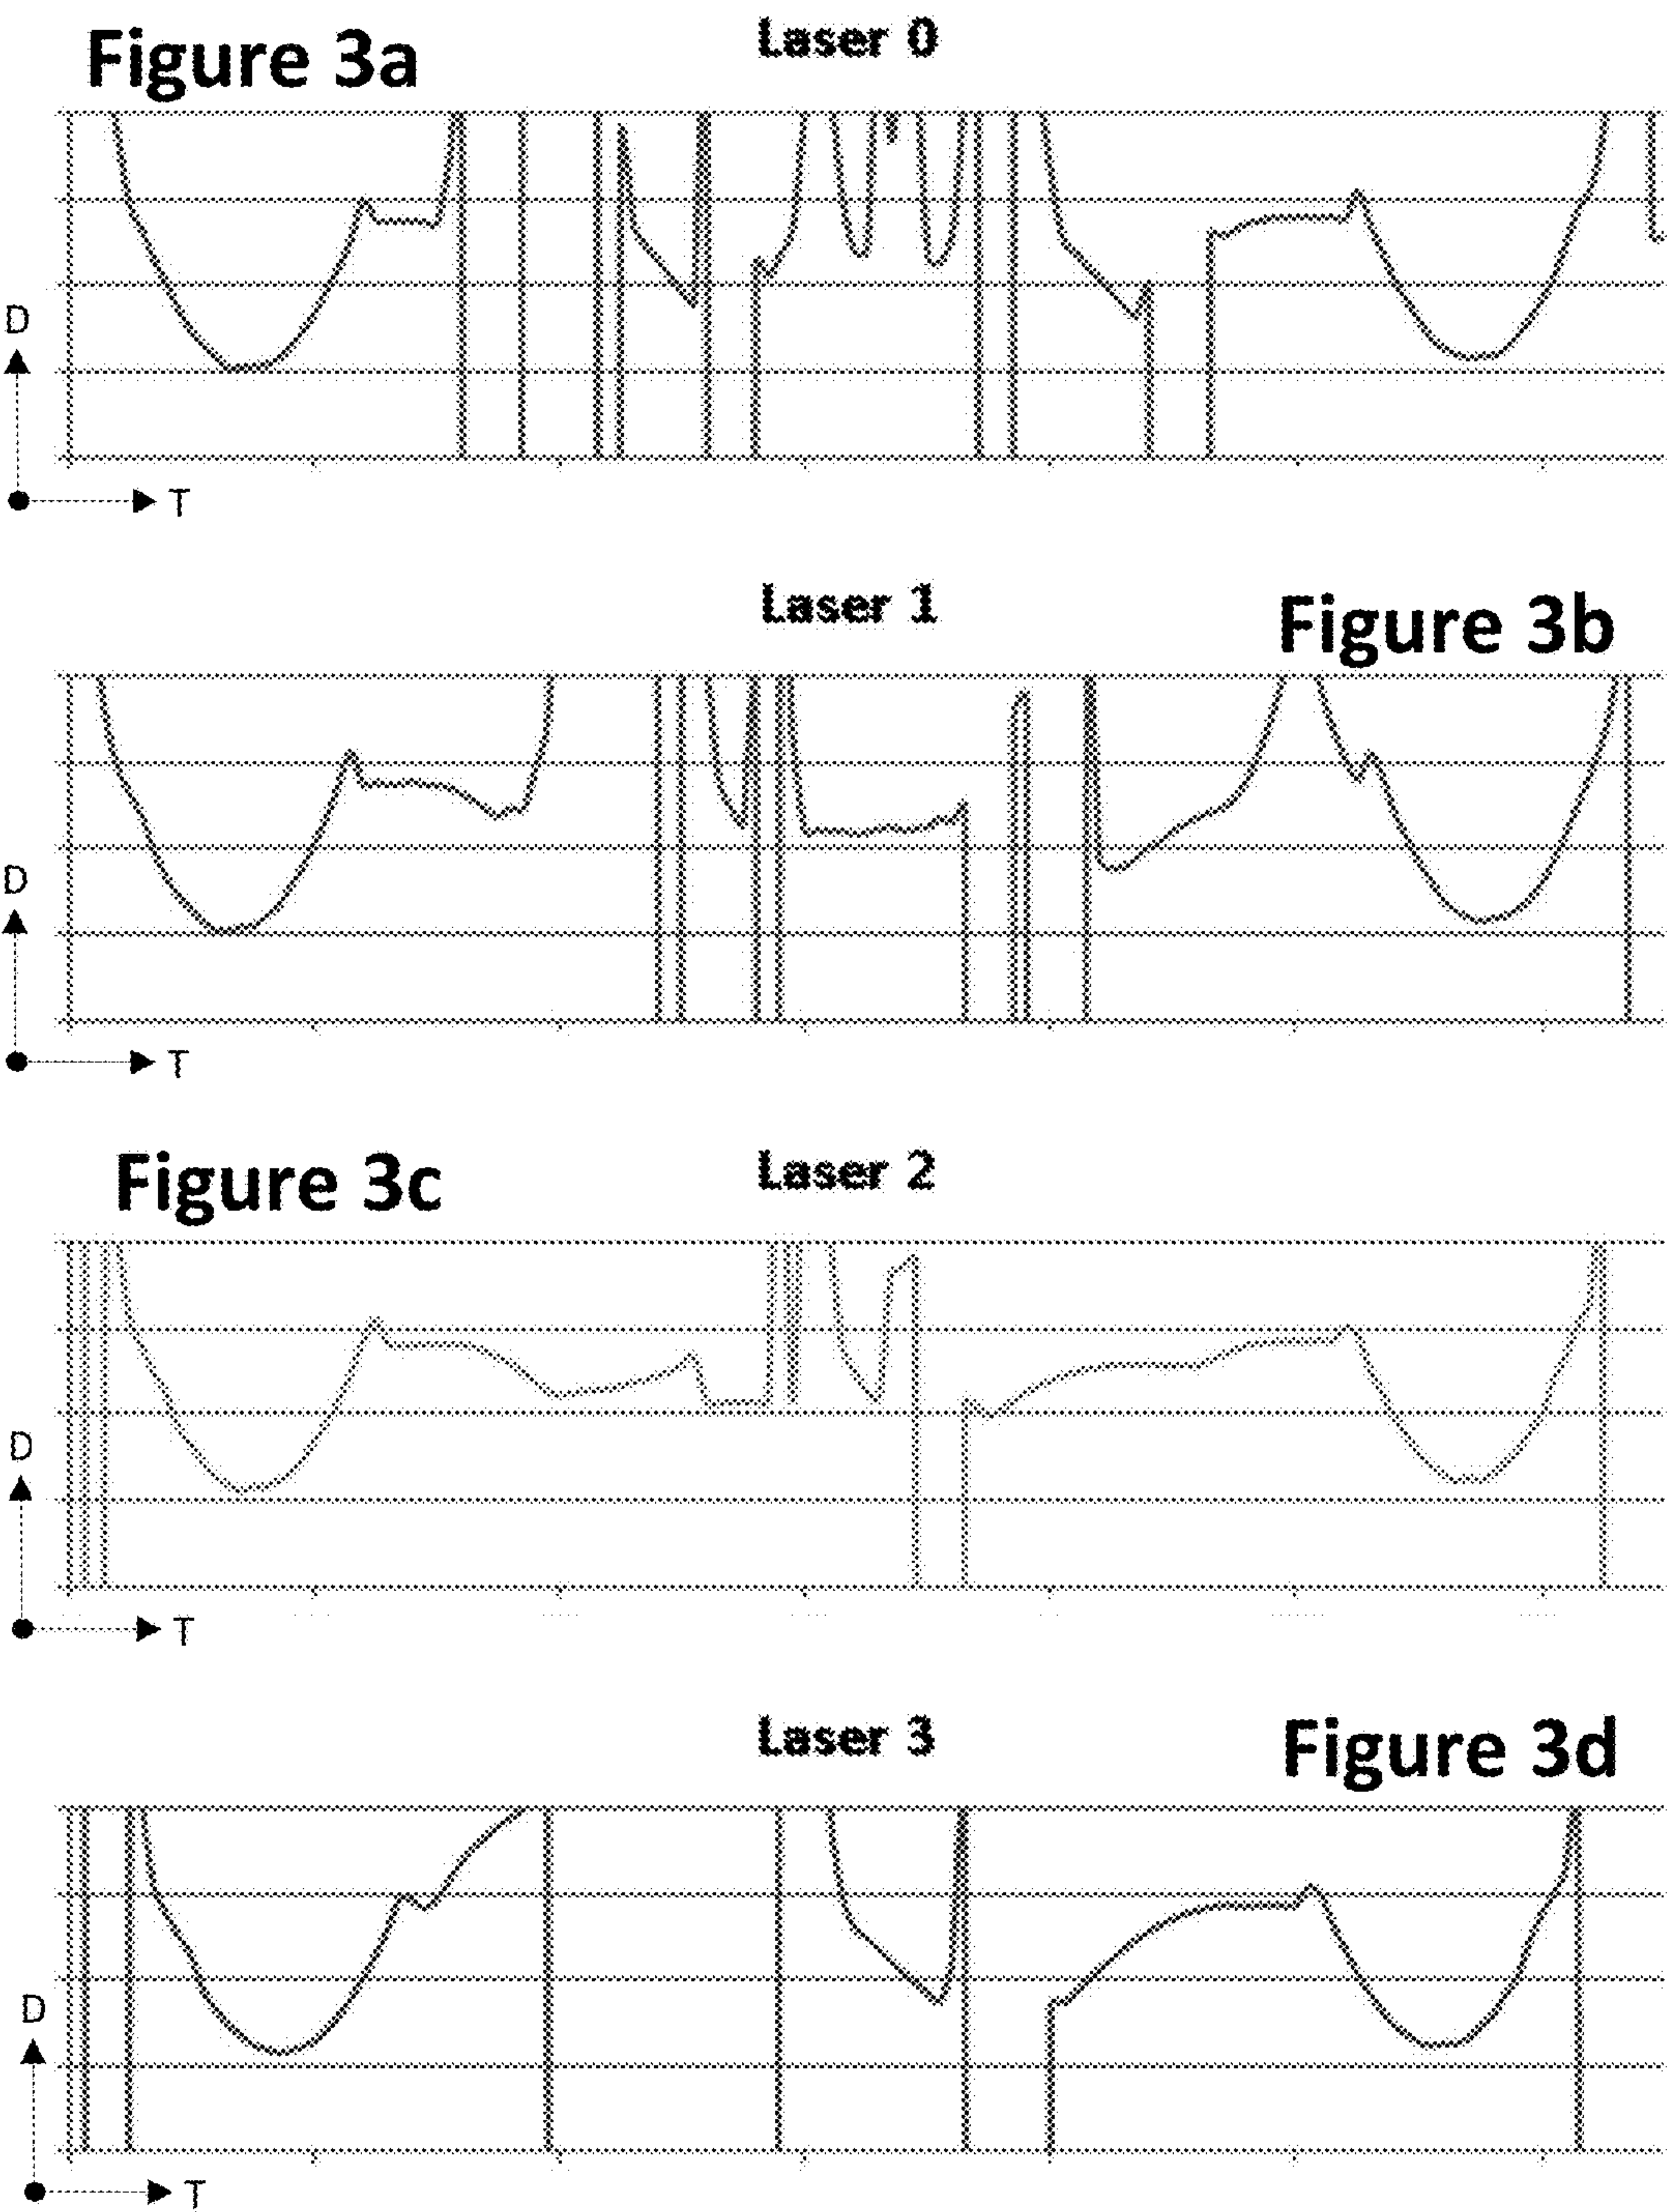 Figure 3a
Laser 0
D
T
Laser 1
Figure 3b
D
T
Figure 3c
Laser 2
D
T
Laser 3
Figure 3d
D
T